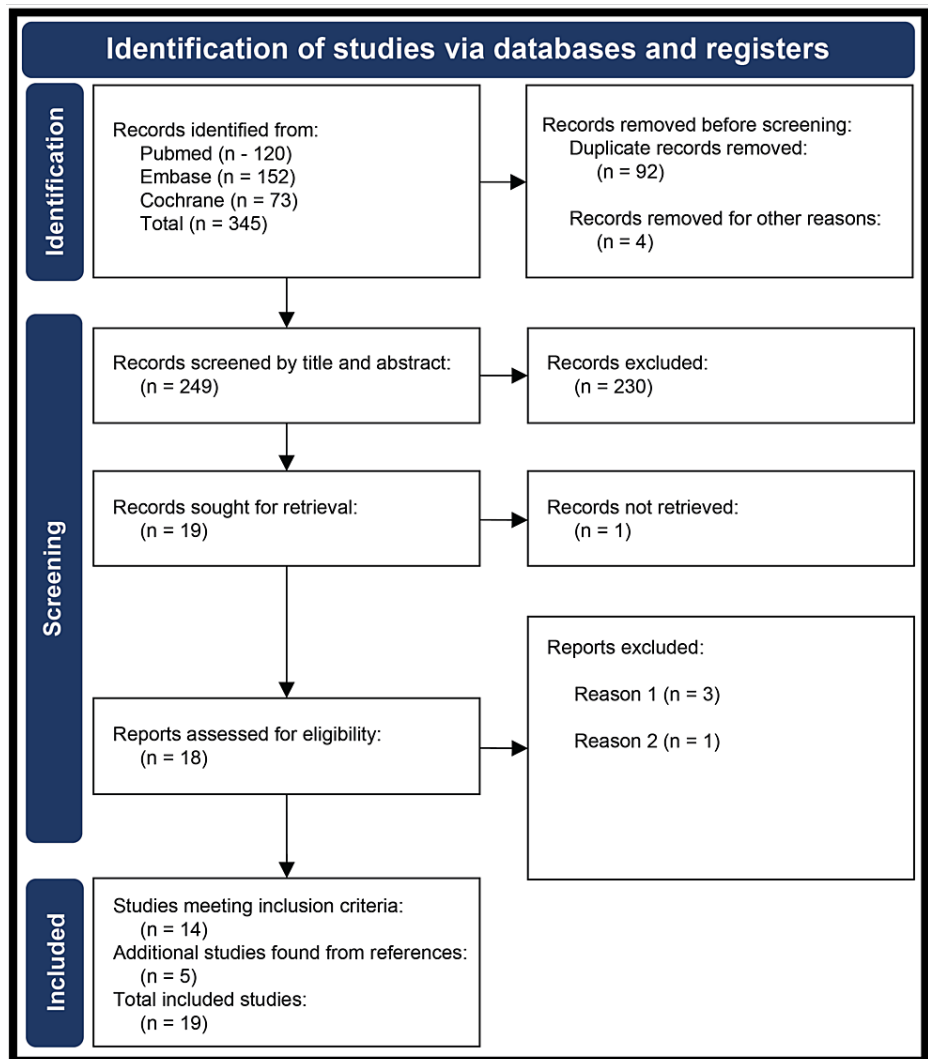 Identification of studies via databases and registers
Identification
Records identified from:
Pubmed (n - 120)
Embase (n = 152)
Cochrane (n = 73)
Total (n = 345)
Records removed before screening:
Duplicate records removed:
(n = 92)
Records removed for other reasons:
(n = 4)
Screening
Records screened by title and abstract:
(n = 249)
Records excluded:
(n = 230)
Records sought for retrieval:
(n = 19)
Records not retrieved:
(n = 1)
Reports assessed for eligibility:
(n = 18)
Reports excluded:
Reason 1 (n = 3)
Reason 2 (n = 1)
Included
Studies meeting inclusion criteria:
(n = 14)
Additional studies found from references:
(n = 5)
Total included studies:
(n = 19)